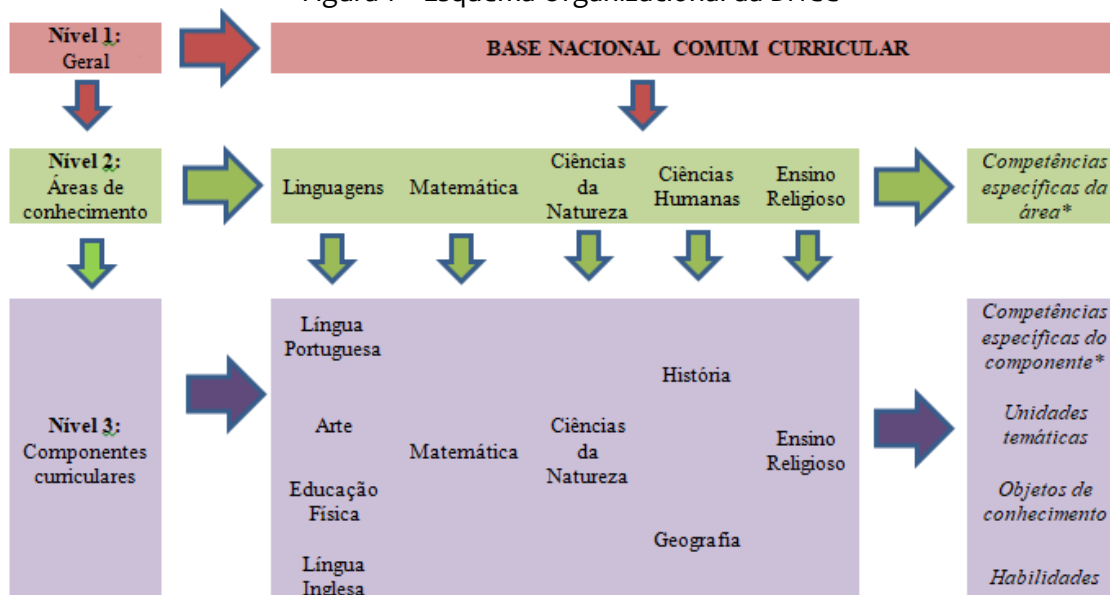 Nível 1:
Geral
BASE NACIONAL COMUM CURRICULAR
Nível 2:
Áreas de
conhecimento
Linguagens
Matemática
Ciências
da
Natureza
Ciências
Humanas
Ensino
Religioso
Competências
específicas da
área*
Nível 3:
Componentes
curriculares
Língua
Portuguesa
Arte
Educação
Física
Língua
Inglesa
Matemática
Ciências
da
Natureza
História
Geografia
Ensino
Religioso
Competências
específicas do
componente*
Unidades
temáticas
Objetos de
conhecimento
Habilidades